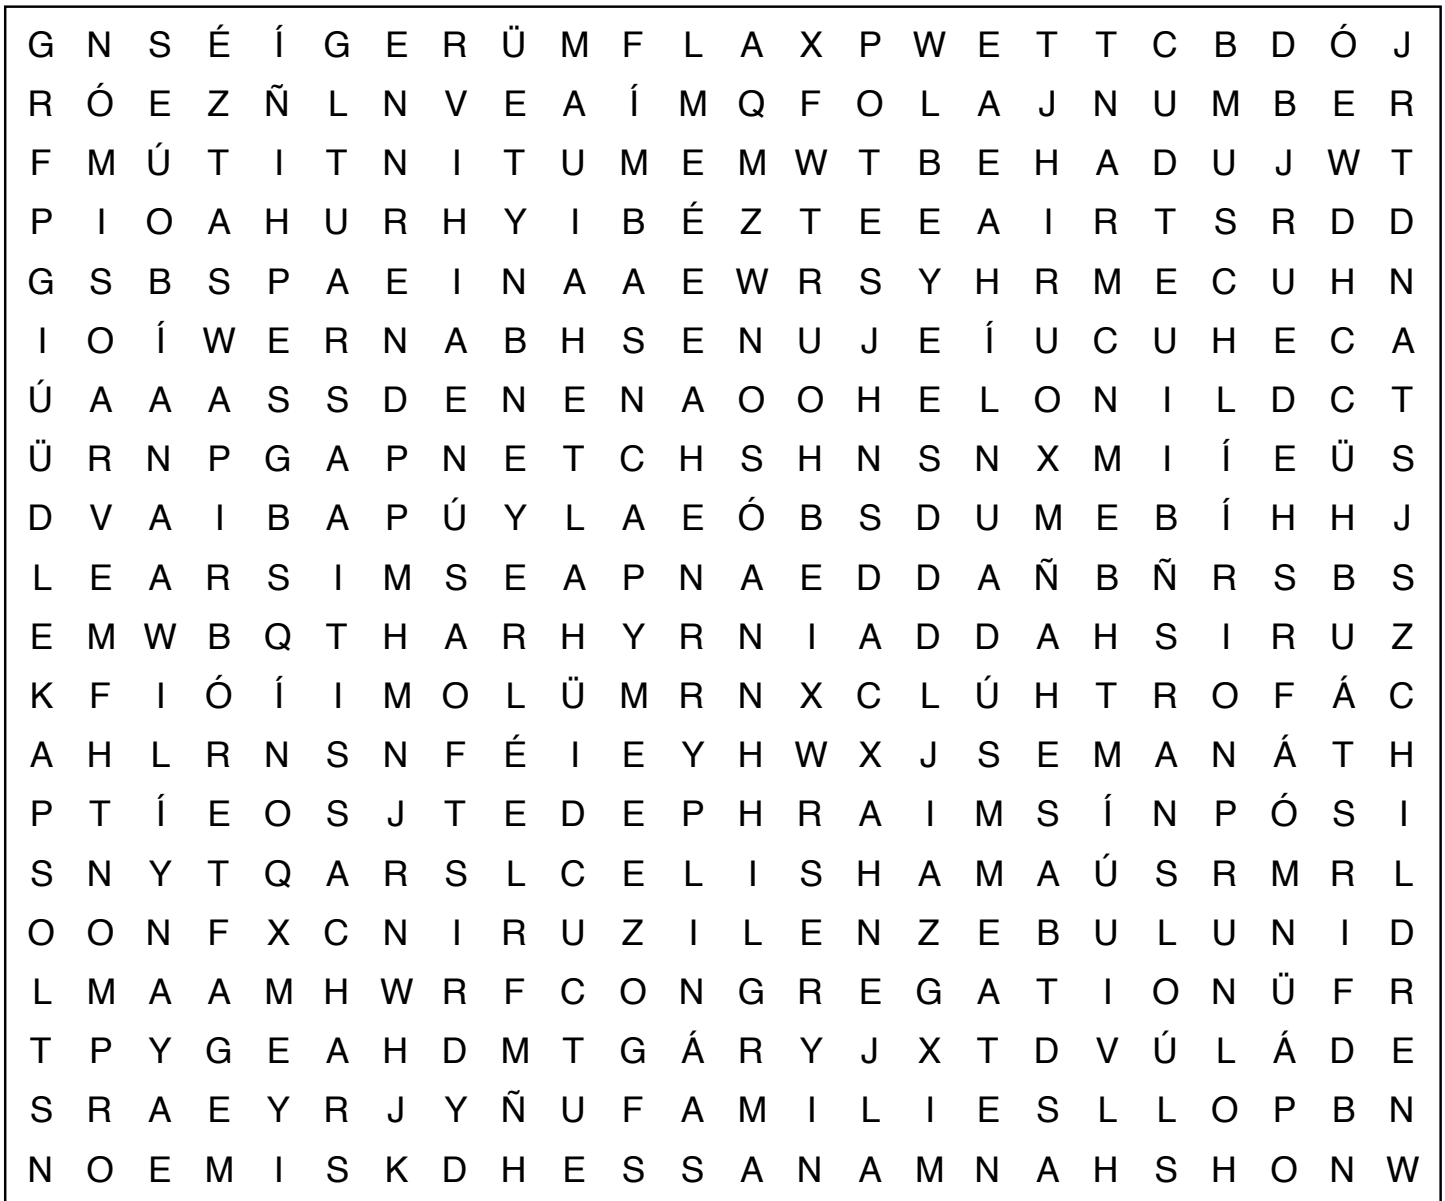 G N S É Í G E R Ü M F L A X P W E T T C B D Ó J
R Ó E Z Ñ L N V E A Í M Q F O L A J N U M B E R
F M Ú T I T N I T U M E M W T B E H A D U J W T
P I O A H U R H Y I B É Z T E E A I R T S R D D
G S B S P A E I N A A E W R S Y H R M E C U H N
I O Í W E R N A B H S E N U J E Í U C U H E C A
Ú A A A S S D E N E N A O O H E L O N I L D C T
Ü R N P G A P N E T C H S H N S N X M I Í E Ü S
D V A I B A P Ú Y L A E Ó B S D U M E B Í H H J
L E A R S I M S E A P N A E D D A Ñ B Ñ R S B S
E M W B Q T H A R H Y R N I A D D A H S I R U Z
K F I Ó Í I M O L Ü M R N X C L Ú H T R O F Á C
A H L R N S N F É I E Y H W X J S E M A N Á T H
P T Í E O S J T E D E P H R A I M S Í N P Ó S I
S N Y T Q A R S L C E L I S H A M A Ú S R M R L
O O N F X C N I R U Z I L E N Z E B U L U N I D
L M A A M H W R F C O N G R E G A T I O N Ü F R
T P Y G E A H D M T G Á R Y J X T D V Ú L Á D E
S R A E Y R J Y Ñ U F A M I L I E S L L O P B N
N O E M I S K D H E S S A N A M N A H S H O N W